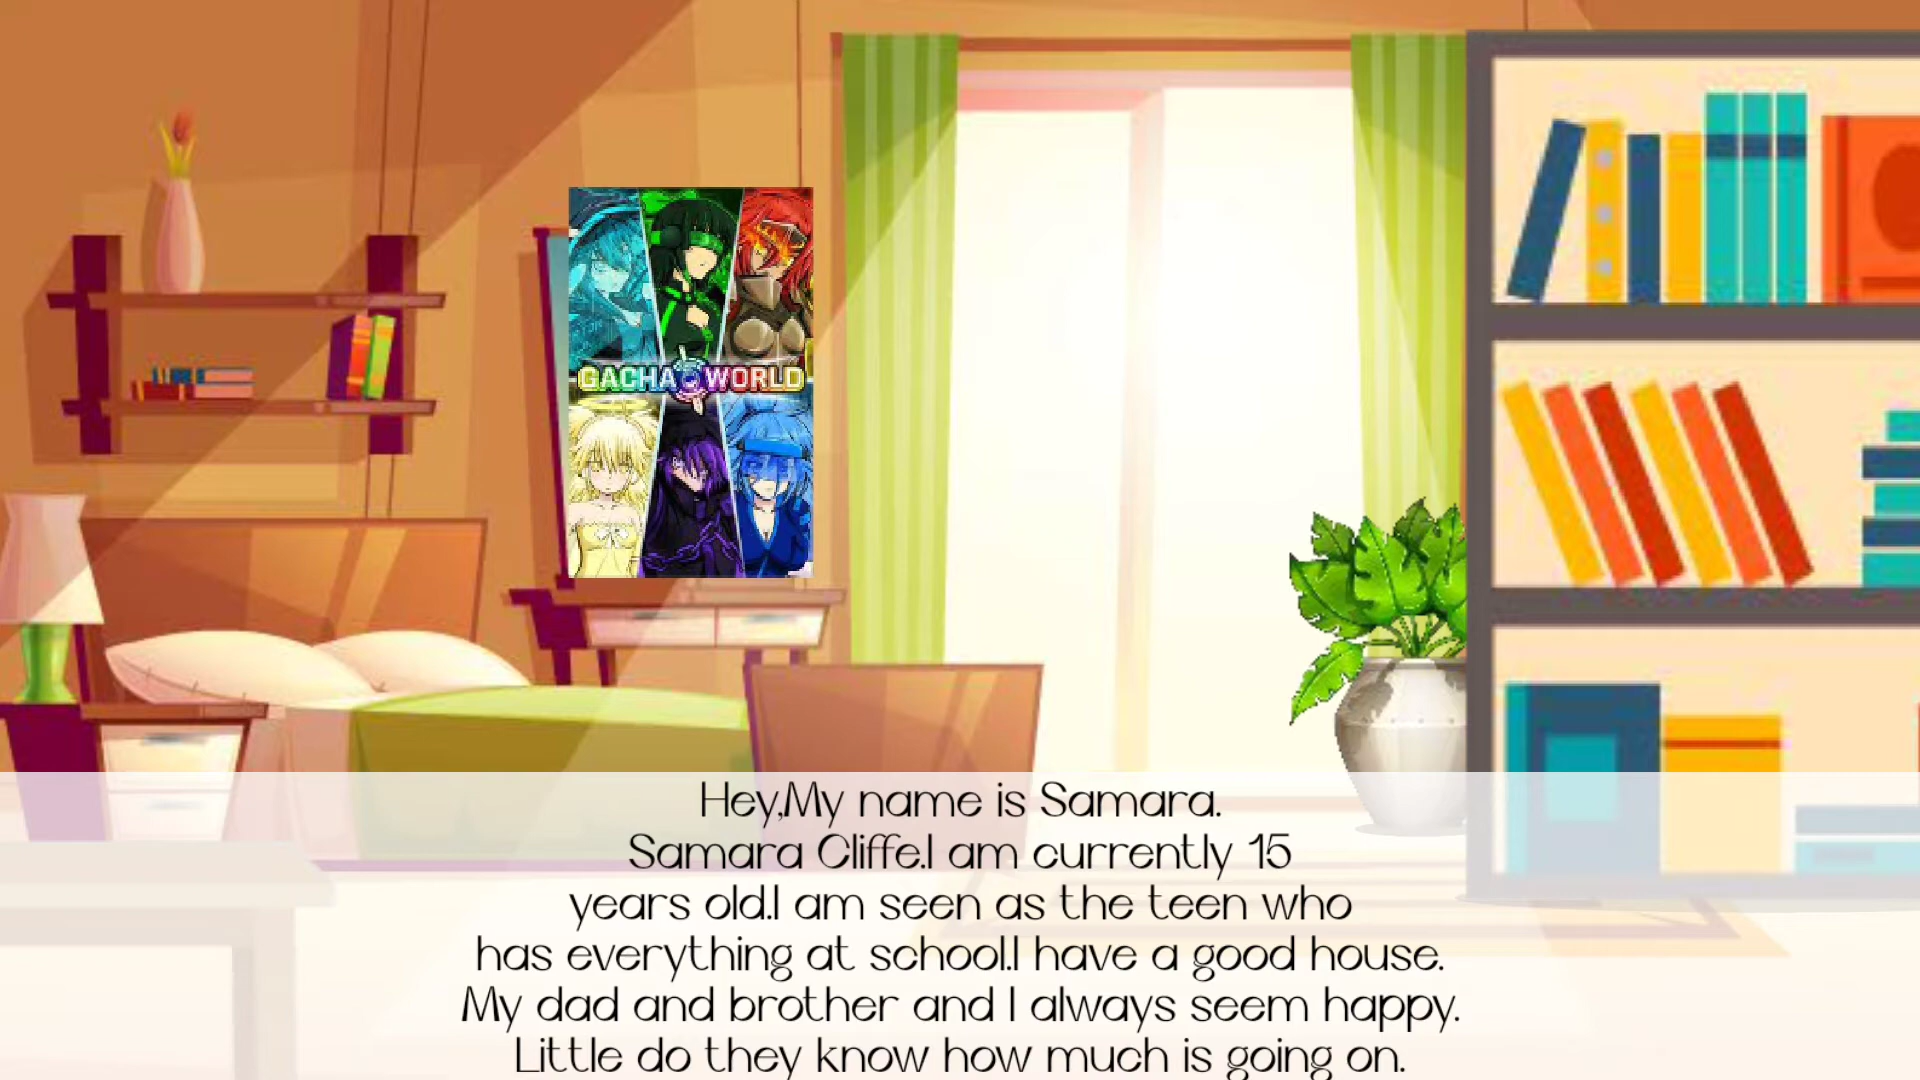 GACHA WORLD
Hey,My name is Samara.
Samara Cliffe.I am currently 15
years old.I am seen as the teen who
has everything at school.I have a good house.
My dad and brother and I always seem happy.
Little do they know how much is going on.